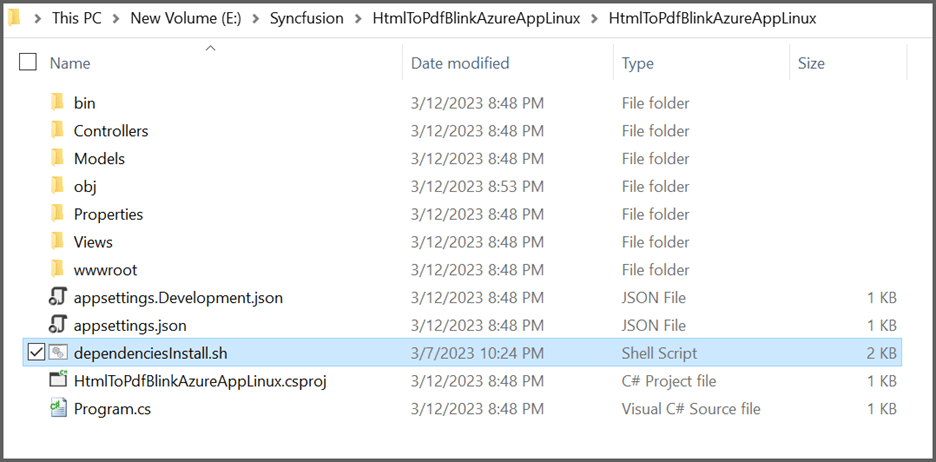 This PC > New Volume (E:) > Syncfusion > HtmlToPdfBlinkAzureAppLinux > HtmlToPdfBlinkAzureAppLinux
Name Date modified Type Size
bin 3/12/2023 8:48 PM File folder
Controllers 3/12/2023 8:48 PM File folder
Models 3/12/2023 8:48 PM File folder
obj 3/12/2023 8:53 PM File folder
Properties 3/12/2023 8:48 PM File folder
Views 3/12/2023 8:48 PM File folder
wwwroot 3/12/2023 8:48 PM File folder
appsettings.Development.json 3/12/2023 8:48 PM JSON File 1 KB
appsettings.json 3/12/2023 8:48 PM JSON File 1 KB
dependenciesInstall.sh 3/7/2023 10:24 PM Shell Script 2 KB
HtmlToPdfBlinkAzureAppLinux.csproj 3/12/2023 8:48 PM C# Project file 1 KB
Program.cs 3/12/2023 8:48 PM Visual C# Source file 1 KB